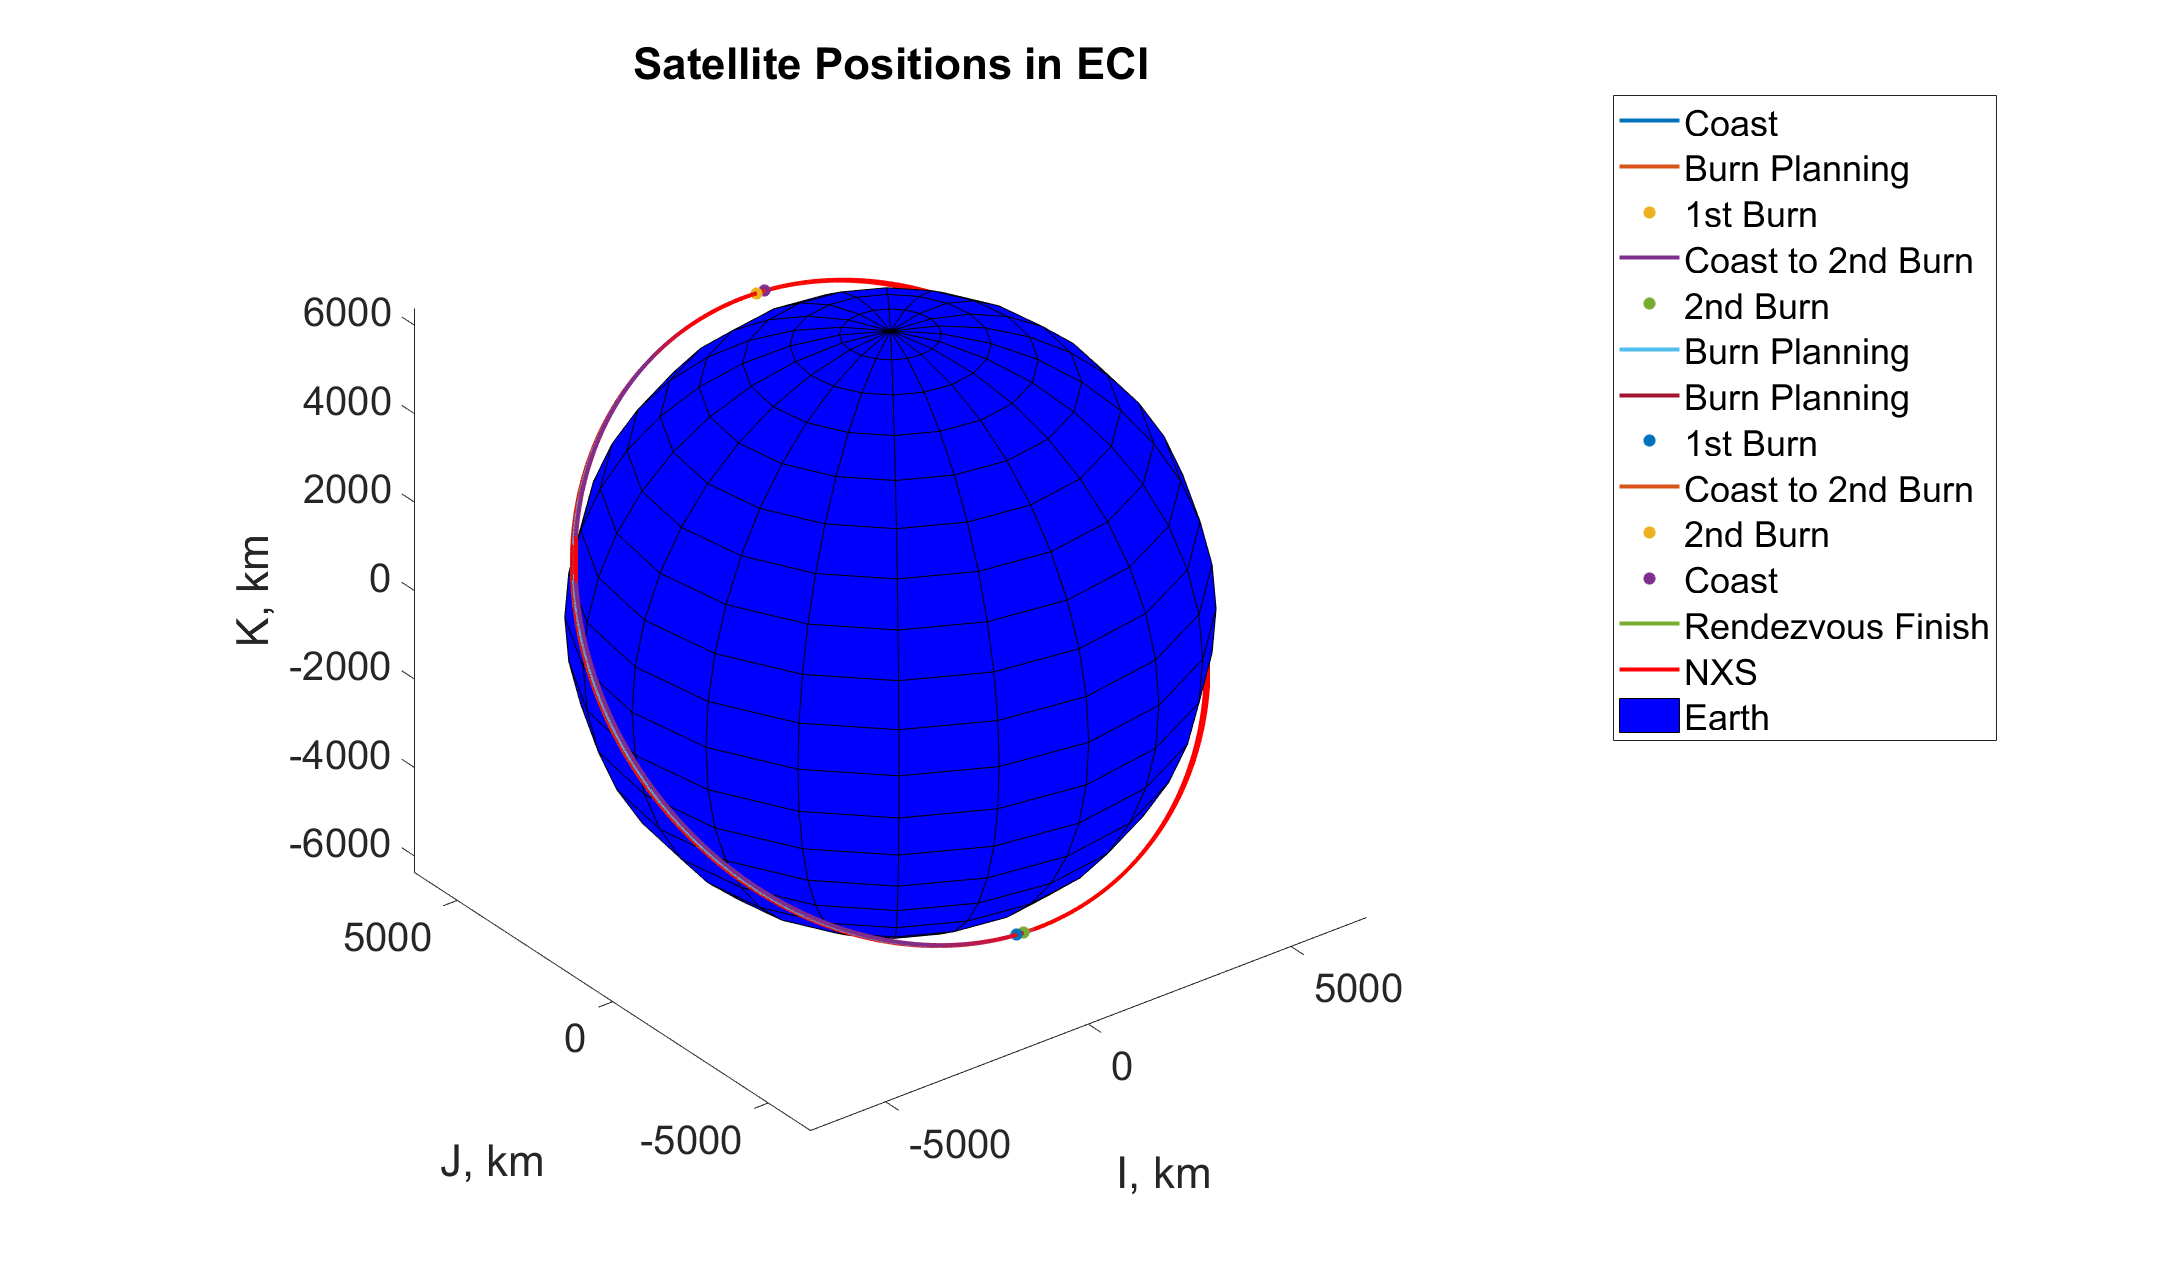 Satellite Positions in ECI
Coast
Burn Planning
1st Burn
Coast to 2nd Burn
2nd Burn
Burn Planning
Burn Planning
1st Burn
Coast to 2nd Burn
2nd Burn
Coast
Rendezvous Finish
NXS
Earth
6000
4000
2000
0
-2000
-4000
-6000
K, km
5000
0
-5000
J, km
-5000
0
5000
I, km